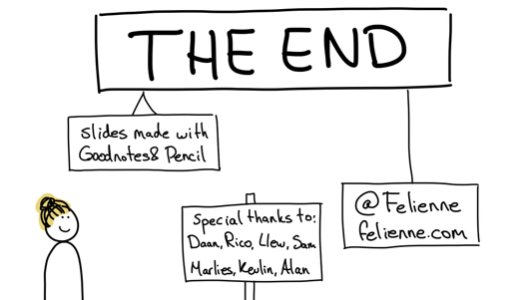 THE END
slides made with
Goodnotes& Pencil
@Felienne
felienne.com
Special thanks to:
Daan, Rico, Llew, Sam
Marlies, Kevlin, Alan